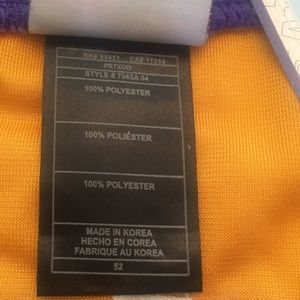 PRTXOO
STYLE # 7045A 04
100% POLYESTER
100% POLIÉSTER
100% POLYESTER
MADE IN KOREA
HECHO EN COREA
FABRIQUE AU KOREA
52